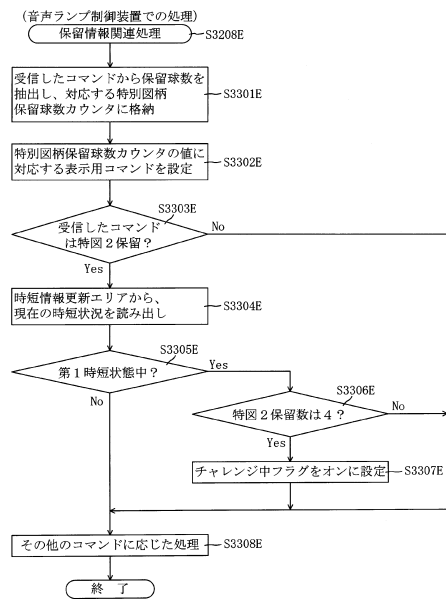 (音声ランプ制御装置での処理)
保留情報関連処理 S3208E
受信したコマンドから保留球数を
抽出し、対応する特別図柄
保留球数カウンタに格納
S3301E
特別図柄保留球数カウンタの値に
対応する表示用コマンドを設定
S3302E
S3303E
受信したコマンド
は特図2保留?
No
Yes
時短情報更新エリアから、
現在の時短状況を読み出し
S3304E
S3305E
第1時短状態中?
Yes
No
S3306E
特図2保留数は4?
No
Yes
チャレンジ中フラグをオンに設定 S3307E
その他のコマンドに応じた処理 S3308E
終 了